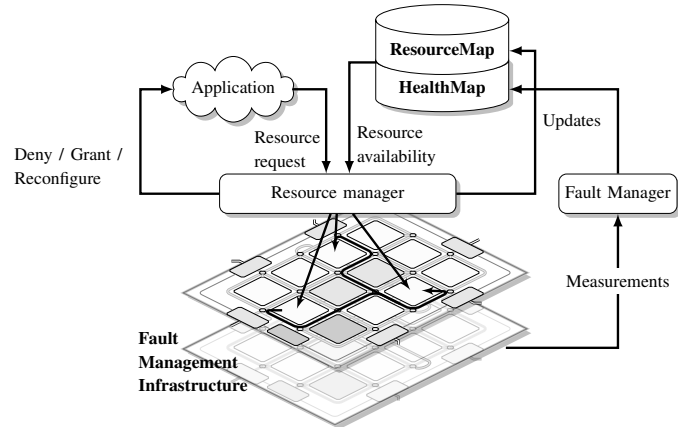 ResourceMap
HealthMap
Application
Updates
Resource
request
Resource
availability
Deny / Grant /
Reconfigure
Resource manager
Fault Manager
Measurements
Fault
Management
Infrastructure